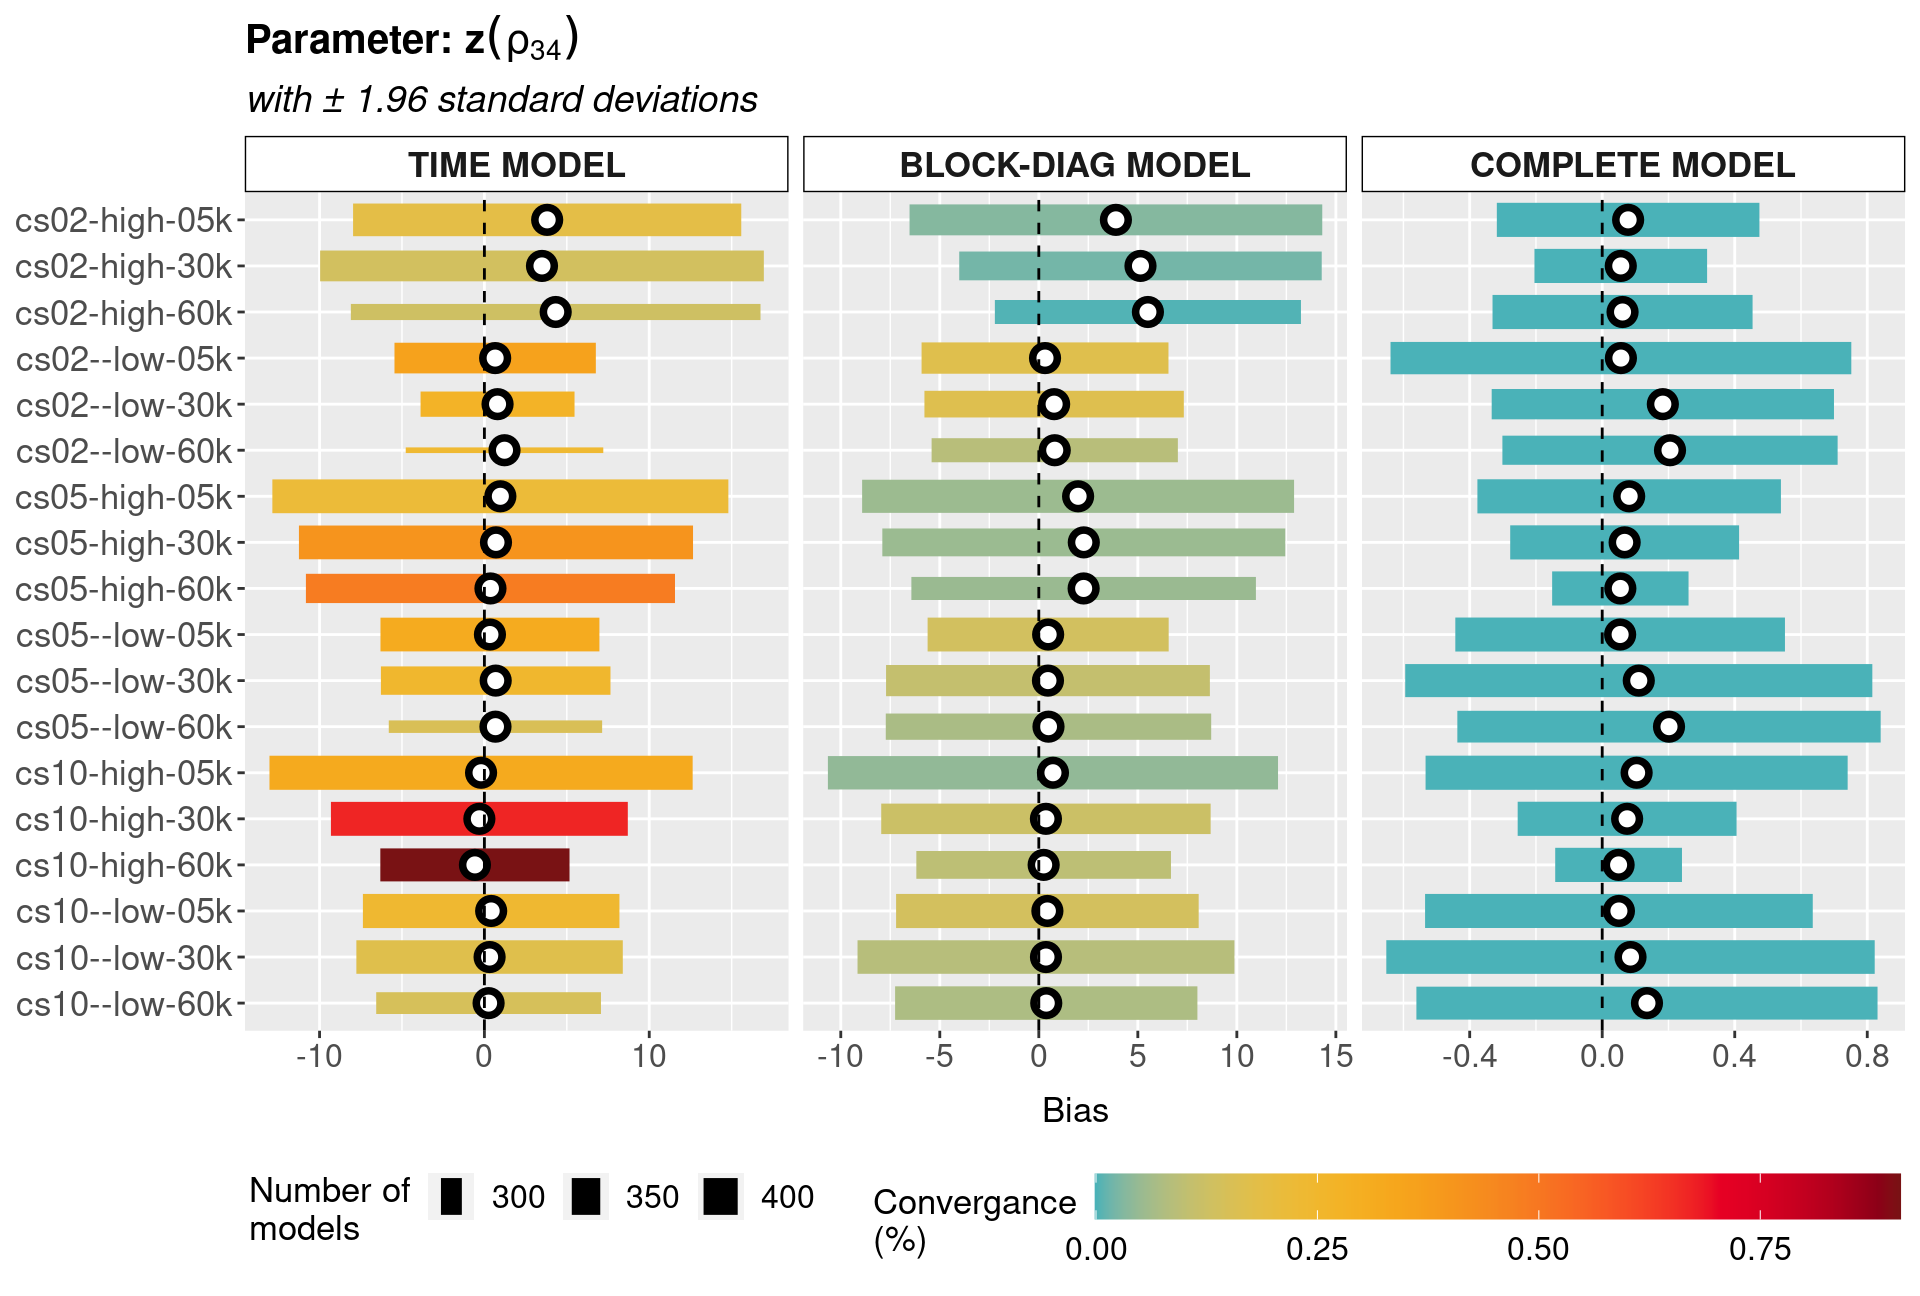 Parameter: z(ρ34)
with ± 1.96 standard deviations
TIME MODEL BLOCK-DIAG MODEL COMPLETE MODEL
cs02-high-05k
cs02-high-30k
cs02-high-60k
cs02--low-05k
cs02--low-30k
cs02--low-60k
cs05-high-05k
cs05-high-30k
cs05-high-60k
cs05--low-05k
cs05--low-30k
cs05--low-60k
cs10-high-05k
cs10-high-30k
cs10-high-60k
cs10--low-05k
cs10--low-30k
cs10--low-60k
-10 0 10 -10 -5 0 5 10 15 -0.4 0.0 0.4 0.8
Bias
Number of
models
300 350 400
Convergance
(%)
0.00 0.25 0.50 0.75